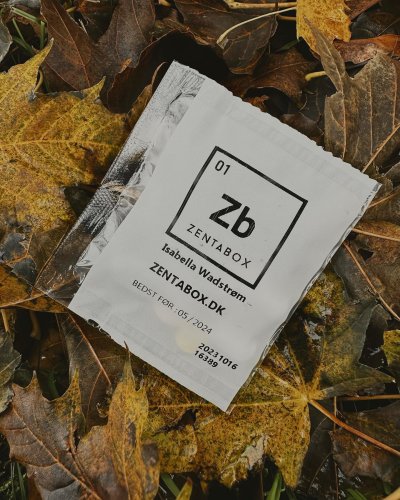 01
Zb
ZENTABOX
Isabella Wadstrøm -
ZENTABOX.DK
BEDST FØR : 05 / 2024
20231016
16389